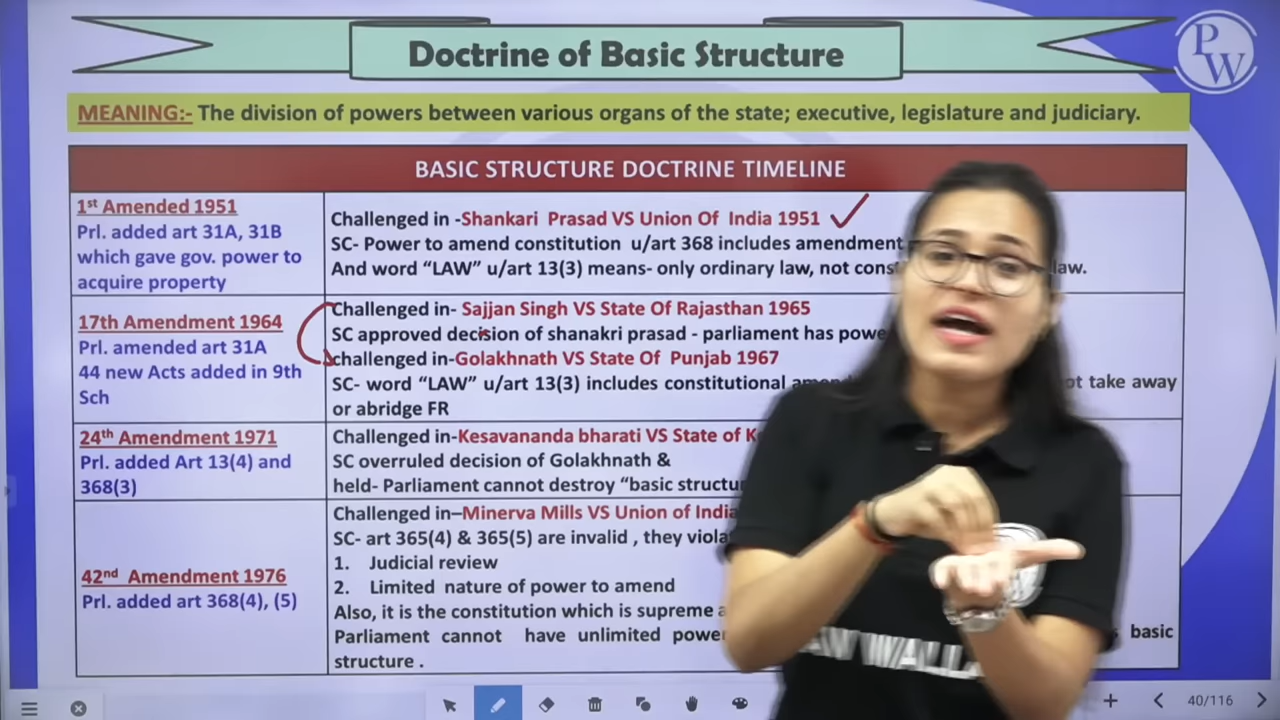 Doctrine of Basic Structure
PW
MEANING:- The division of powers between various organs of the state; executive, legislature and judiciary.
BASIC STRUCTURE DOCTRINE TIMELINE
1st Amended 1951
Prl. added art 31A, 31B
which gave gov. power to
acquire property
Challenged in -Shankari Prasad VS Union Of India 1951
SC- Power to amend constitution u/art 368 includes amendment
And word “LAW” u/art 13(3) means- only ordinary law, not law.
17th Amendment 1964
Prl. amended art 31A
44 new Acts added in 9th
Sch
Challenged in- Sajjan Singh VS State Of Rajasthan 1965
SC approved decision of shanakri prasad - parliament has
challenged in-Golakhnath VS State Of Punjab 1967
SC- word “LAW” u/art 13(3) includes constitutional take away
or abridge FR
24th Amendment 1971
Prl. added Art 13(4) and
368(3)
Challenged in-Kesavananda bharati VS State of
SC overruled decision of Golakhnath &
held- Parliament cannot destroy “basic
42nd Amendment 1976
Prl. added art 368(4), (5)
Challenged in–Minerva Mills VS Union of India
SC- art 365(4) & 365(5) are invalid , they
1. Judicial review
2. Limited nature of power to amend
Also, it is the constitution which is supreme
Parliament cannot have unlimited basic
structure .
40/116